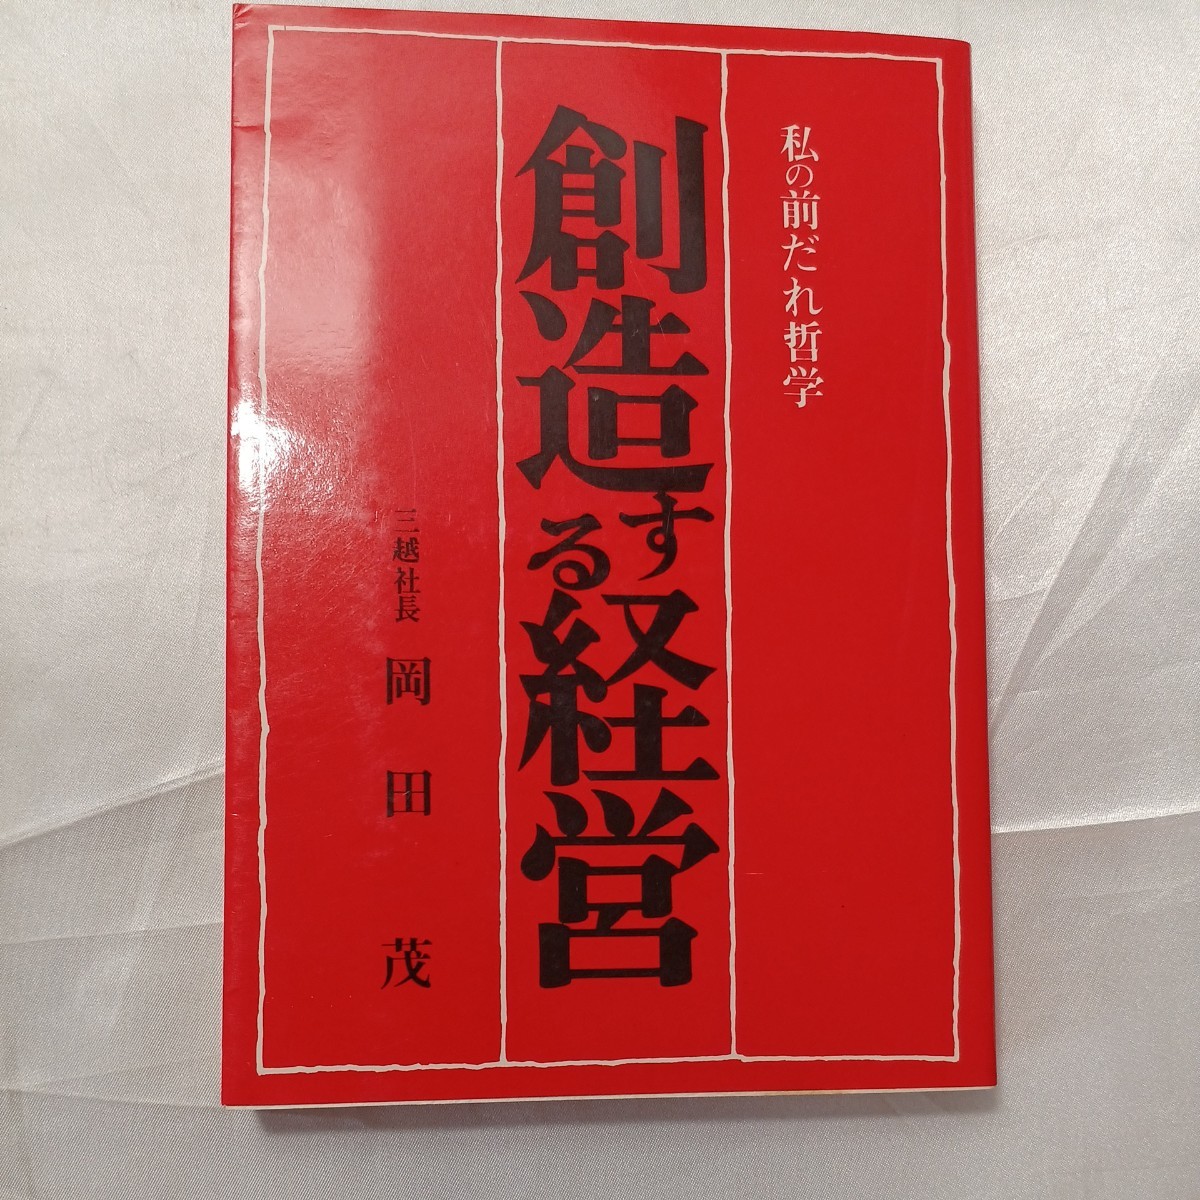 私の前だれ哲学
創造する経営
三越社長 岡田茂